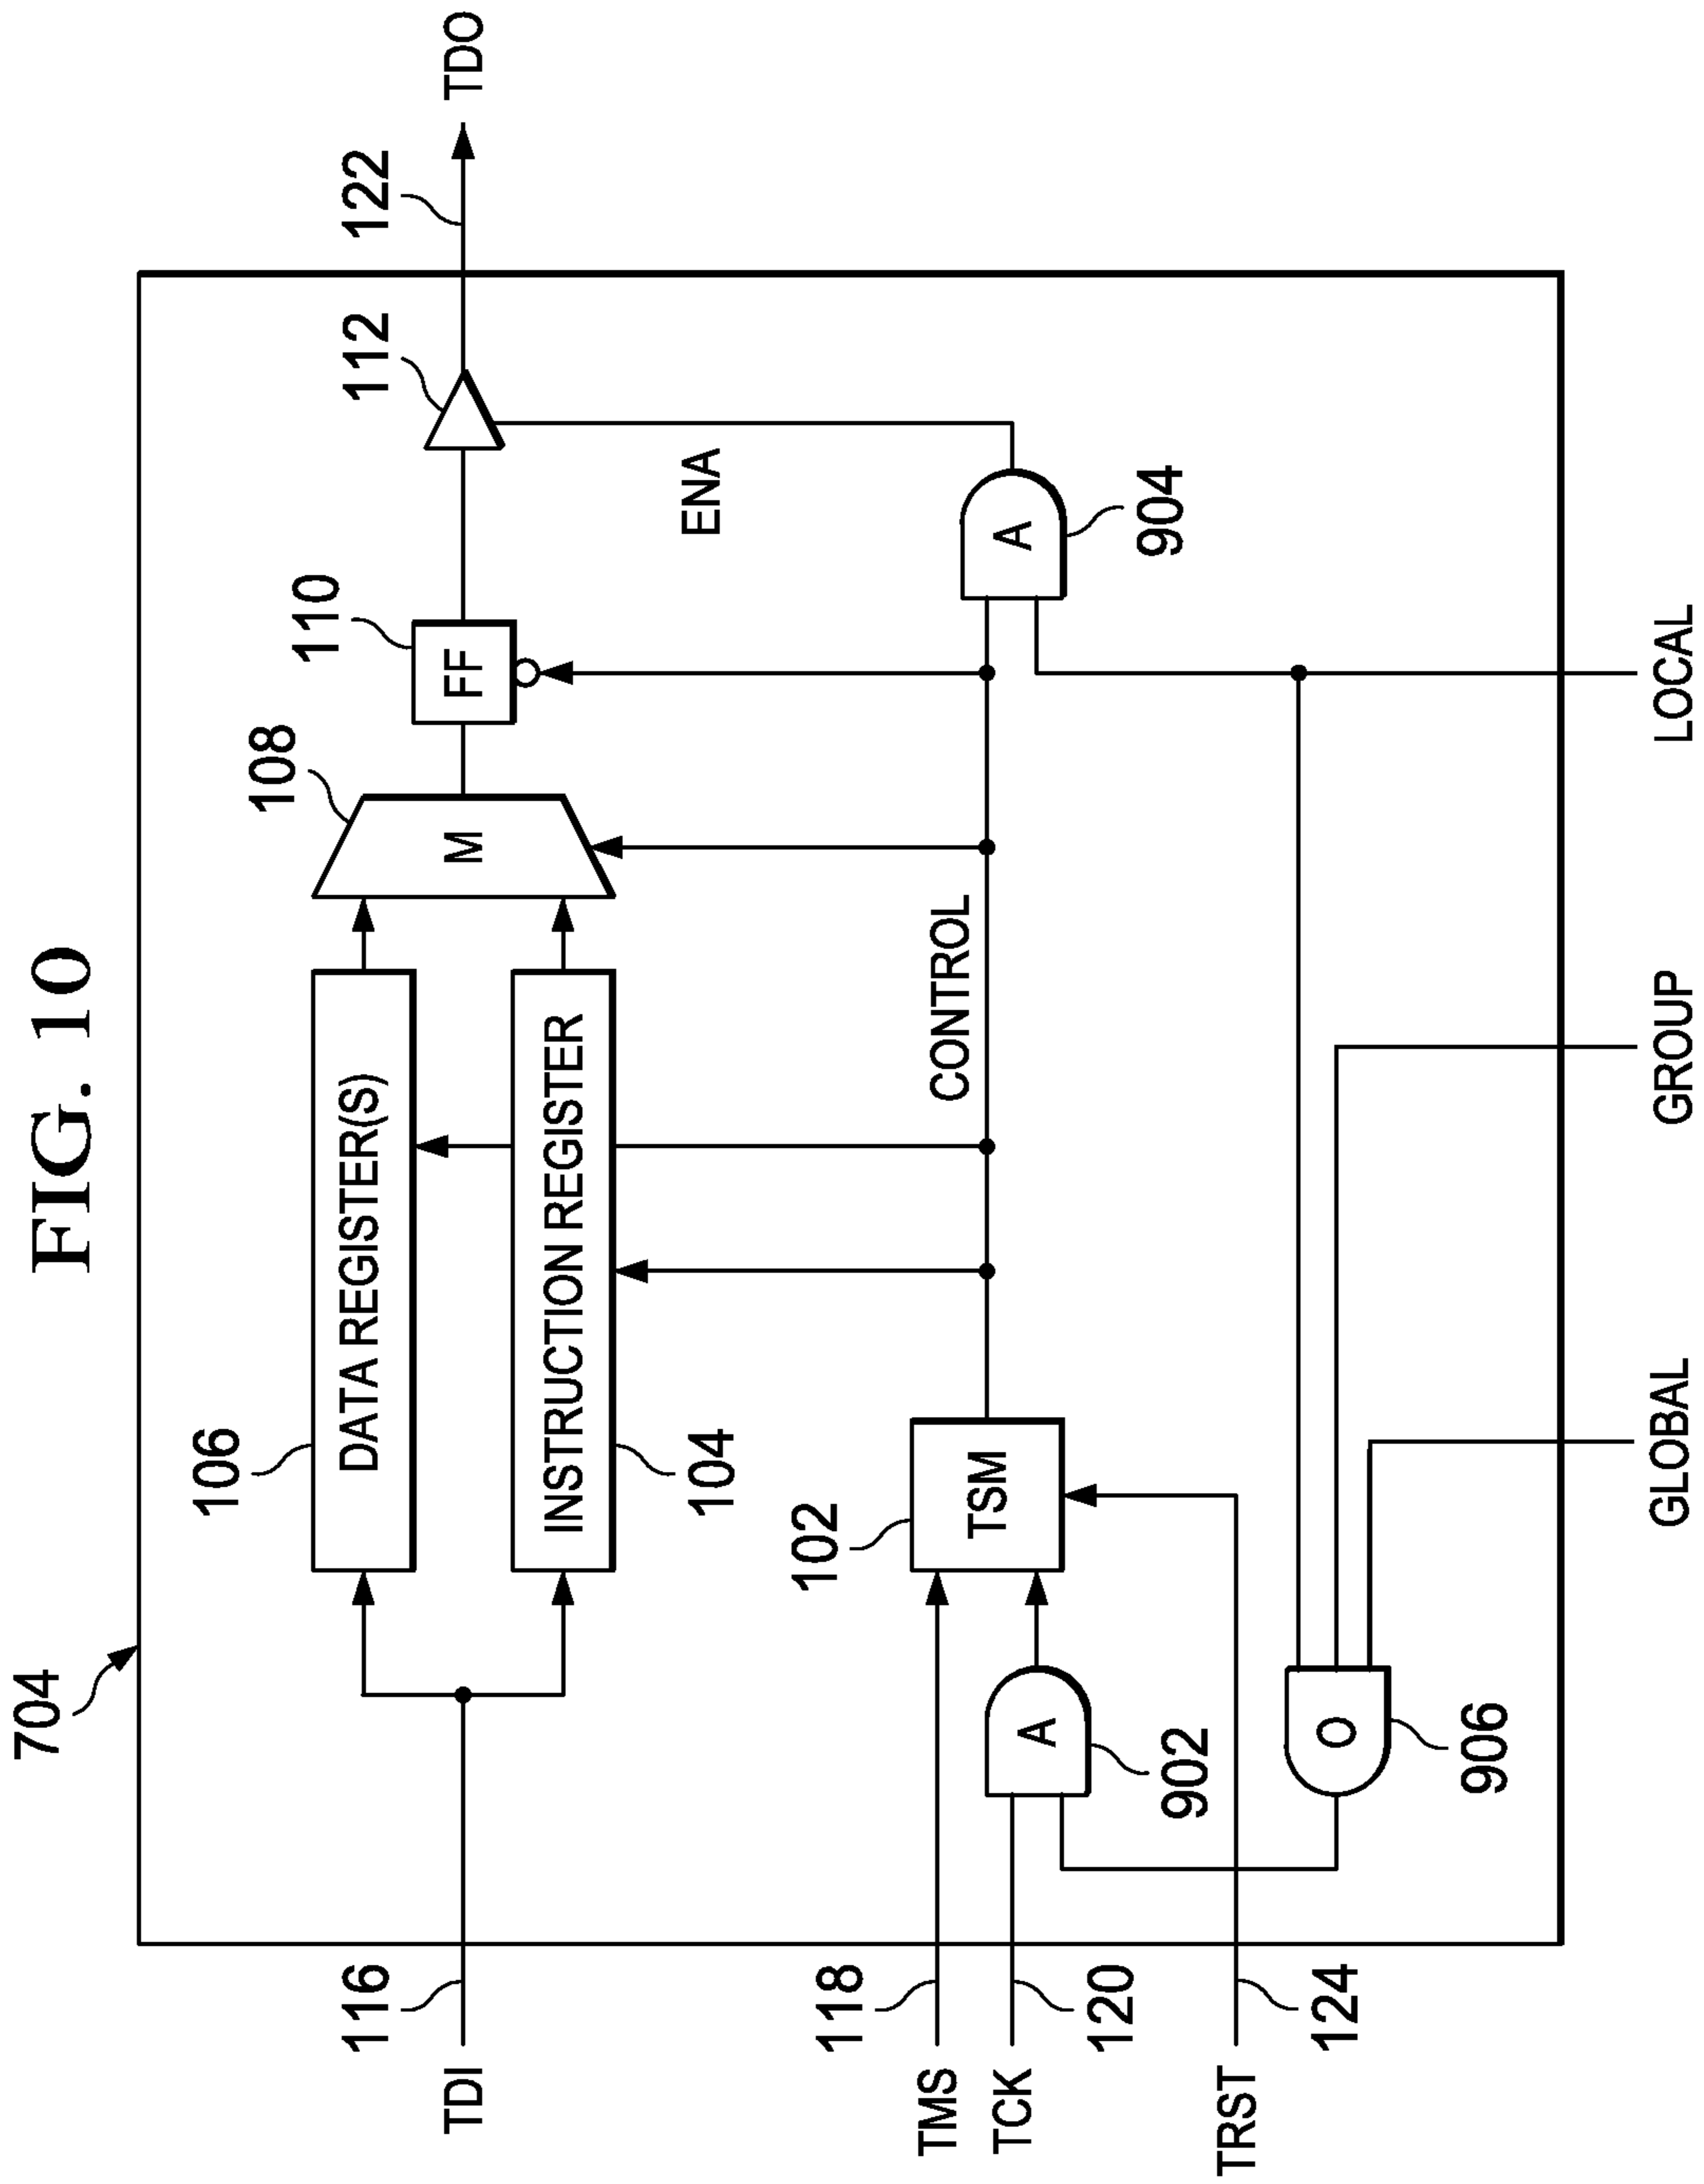 FIG. 10
704
106
DATA REGISTER(S)
108
M
110
FF
112
122
TDO
116
TDI
INSTRUCTION REGISTER
104
ENA
CONTROL
102
TSM
A
904
118
TMS
TCK
120
A
902
TRST
124
O
906
GLOBAL
GROUP
LOCAL